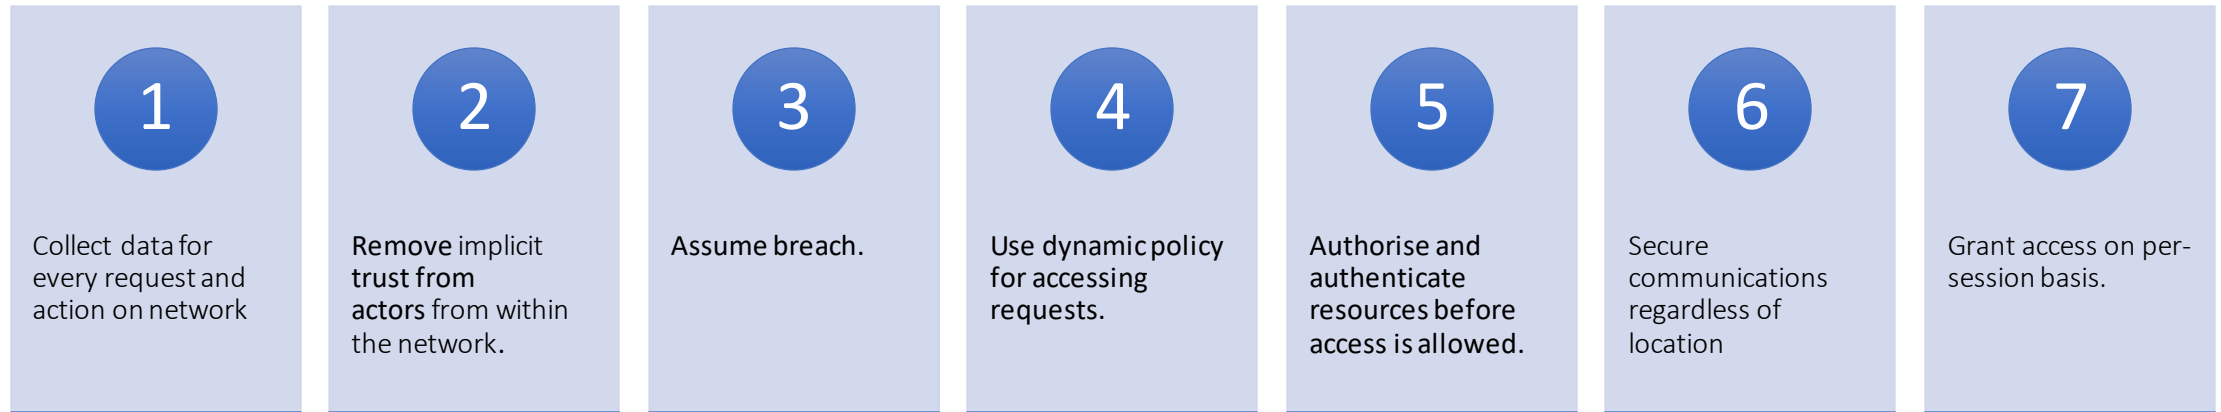 1
Collect data for
every request and
action on network
2
Remove implicit
trust from
actors from within
the network.
3
Assume breach.
4
Use dynamic policy
for accessing
requests.
5
Authorise and
authenticate
resources before
access is allowed.
6
Secure
communications
regardless of
location
7
Grant access on per-
session basis.